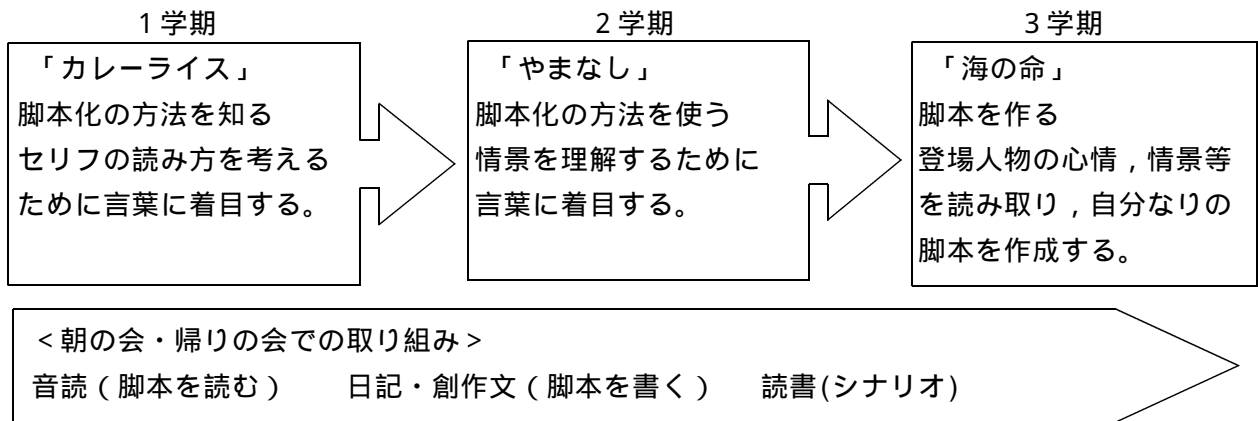 1学期
「カレーライス」
脚本化の方法を知る
セリフの読み方を考える
ために言葉に着目する。
2学期
「やまなし」
脚本化の方法を使う
情景を理解するために
言葉に着目する。
3学期
「海の命」
脚本を作る
登場人物の心情，情景等
を読み取り，自分なりの
脚本を作成する。
＜朝の会・帰りの会での取り組み＞
音読（脚本を読む）　日記・創作文（脚本を書く）　読書(シナリオ)